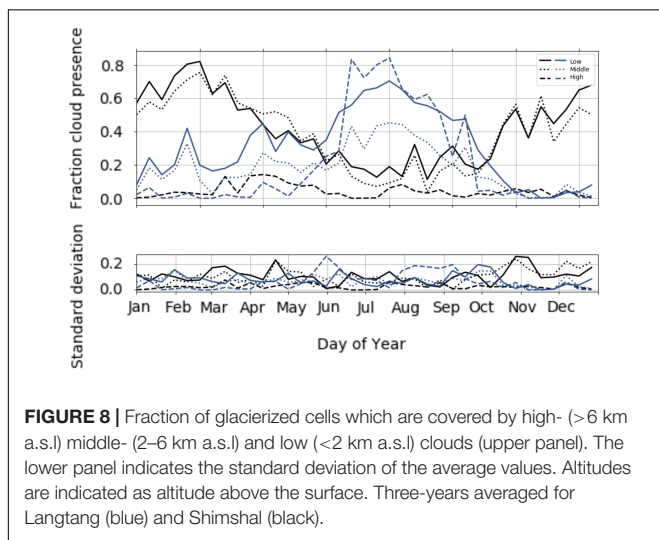 Fraction cloud presence
0.8
0.6
0.4
0.2
0.0
Low
Middle
High
Standard deviation
0.2
0.0
Jan Feb Mar Apr May Jun Jul Aug Sep Oct Nov Dec
Day of Year
FIGURE 8 | Fraction of glacierized cells which are covered by high- (>6 km
a.s.l) middle- (2–6 km a.s.l) and low (<2 km a.s.l) clouds (upper panel). The
lower panel indicates the standard deviation of the average values. Altitudes
are indicated as altitude above the surface. Three-years averaged for
Langtang (blue) and Shimshal (black).